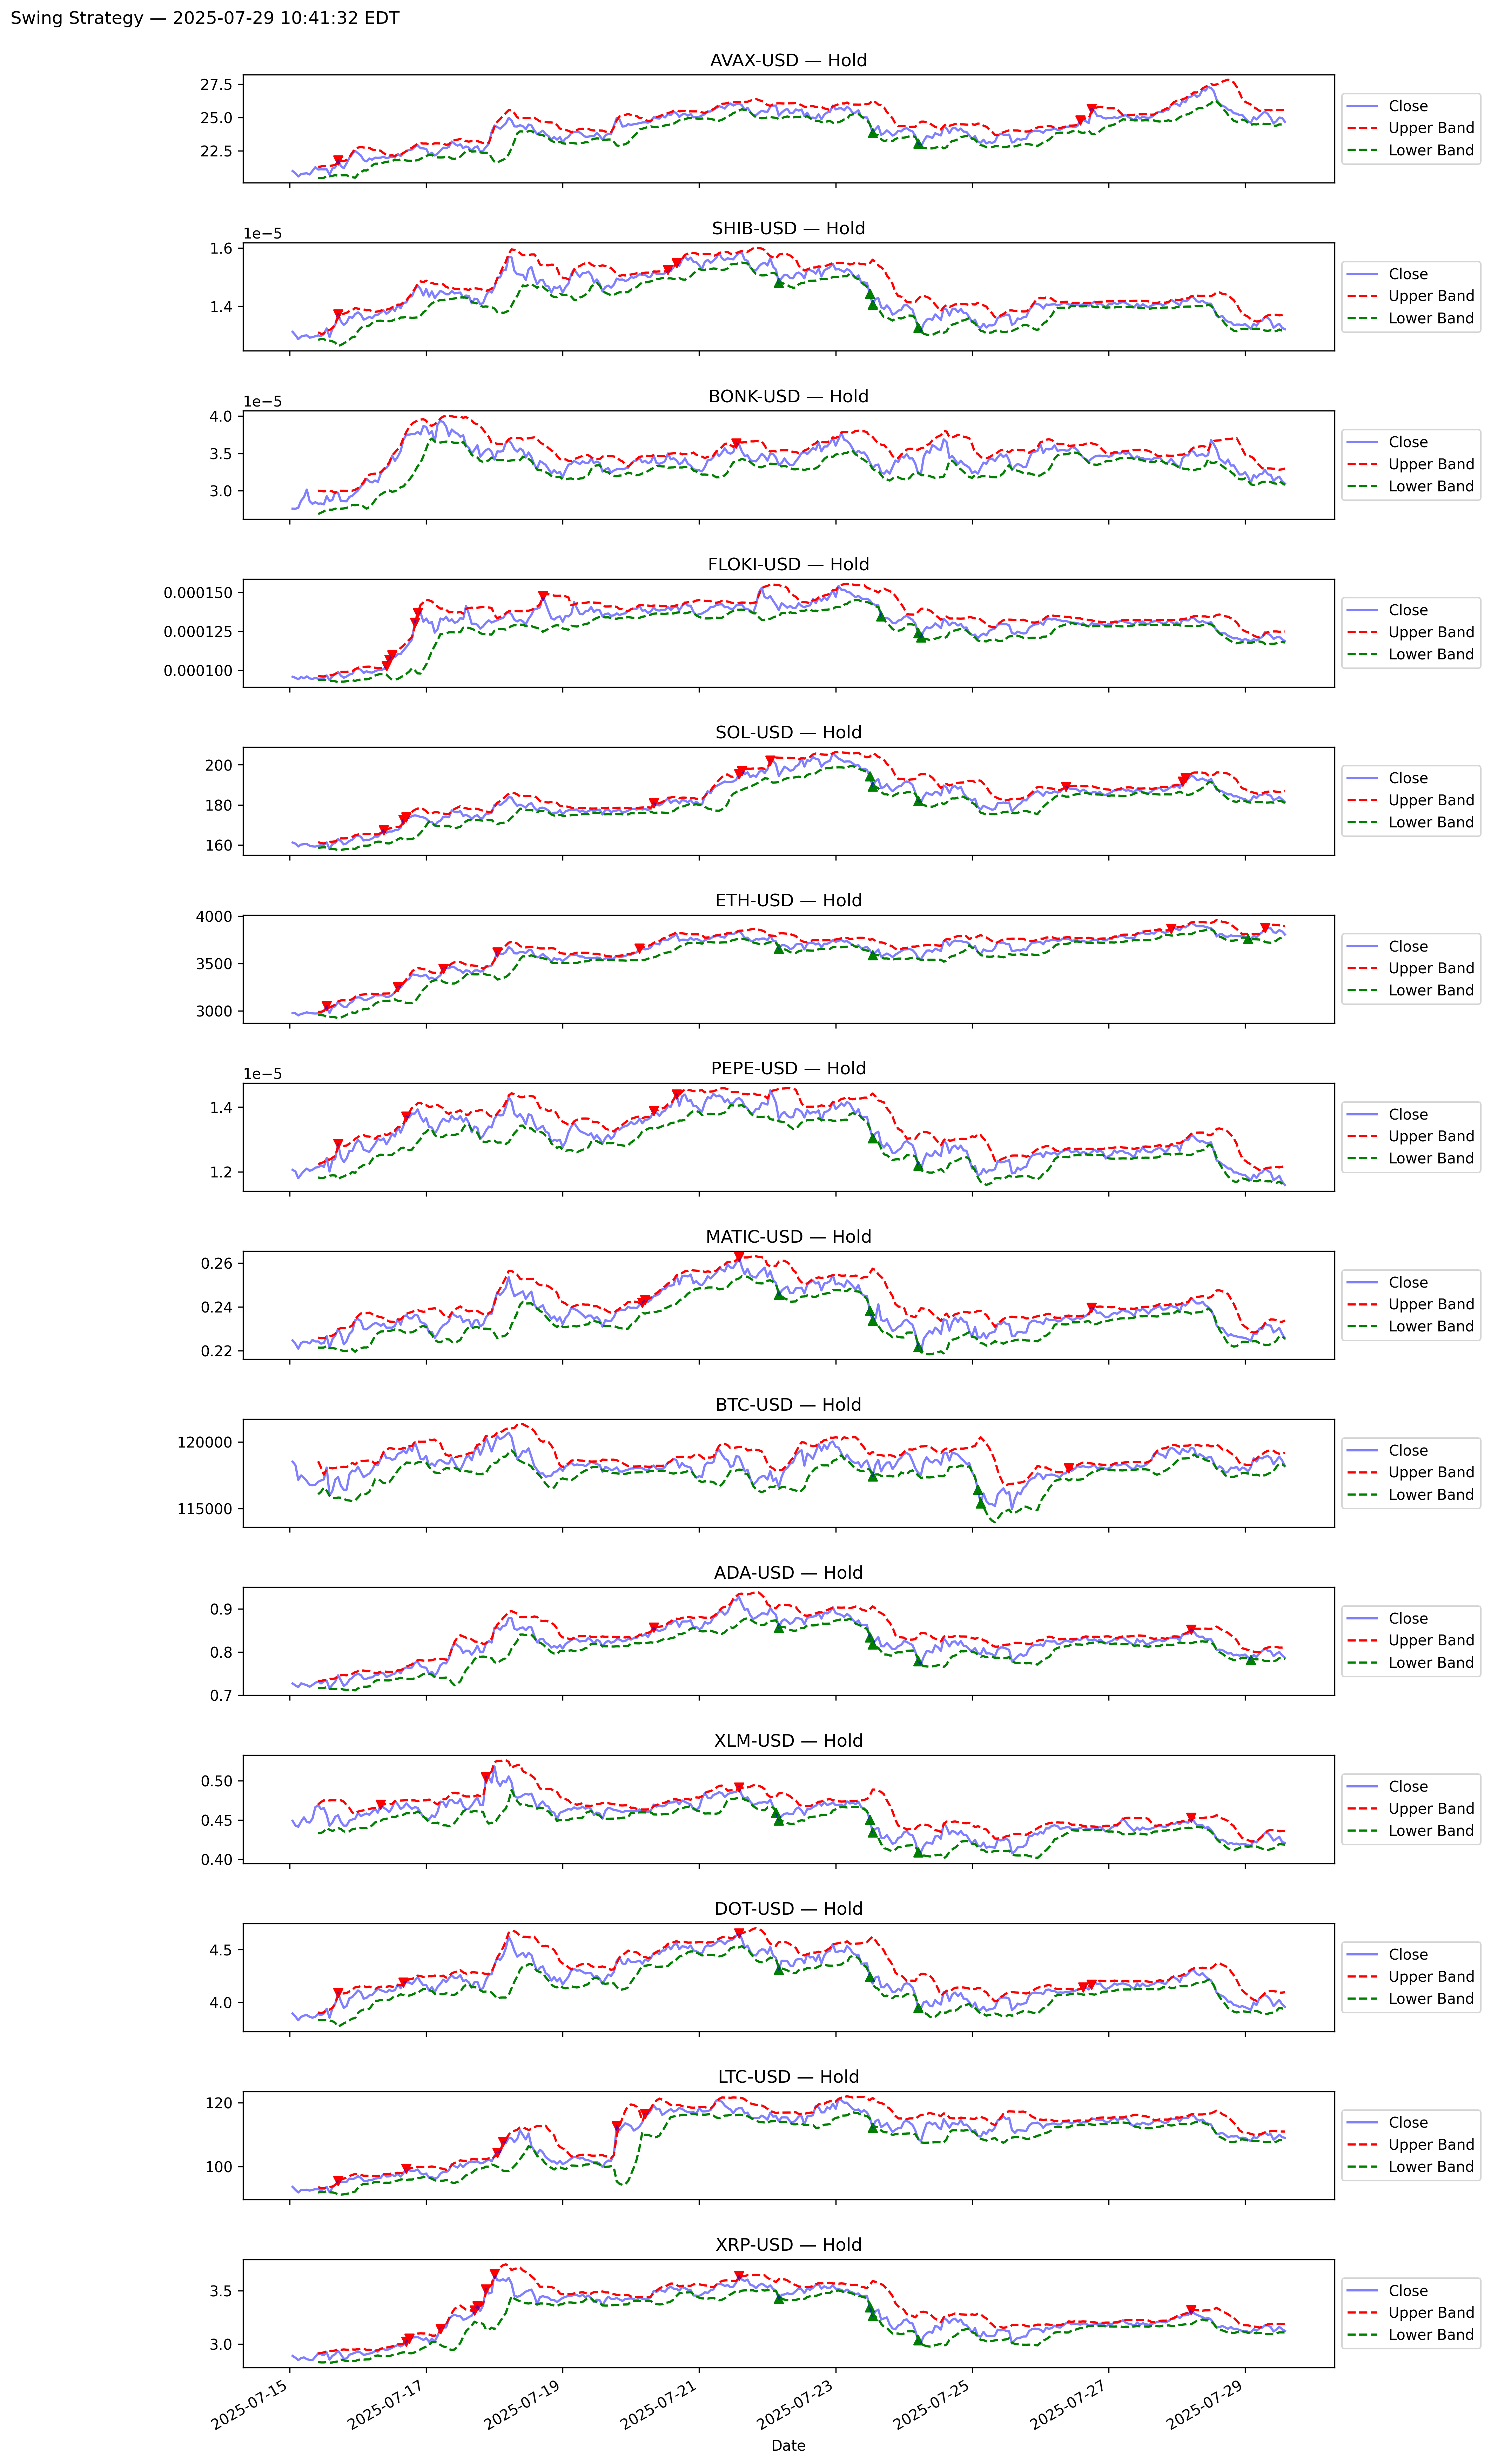 Swing Strategy — 2025-07-29 10:41:32 EDT
AVAX-USD — Hold
27.5
25.0
22.5
Close
Upper Band
Lower Band
SHIB-USD — Hold
1e−5
1.6
1.4
Close
Upper Band
Lower Band
BONK-USD — Hold
1e−5
4.0
3.5
3.0
Close
Upper Band
Lower Band
FLOKI-USD — Hold
0.000150
0.000125
0.000100
Close
Upper Band
Lower Band
SOL-USD — Hold
200
180
160
Close
Upper Band
Lower Band
ETH-USD — Hold
4000
3500
3000
Close
Upper Band
Lower Band
PEPE-USD — Hold
1e−5
1.4
1.2
Close
Upper Band
Lower Band
MATIC-USD — Hold
0.26
0.24
0.22
Close
Upper Band
Lower Band
BTC-USD — Hold
120000
115000
Close
Upper Band
Lower Band
ADA-USD — Hold
0.9
0.8
0.7
Close
Upper Band
Lower Band
XLM-USD — Hold
0.50
0.45
0.40
Close
Upper Band
Lower Band
DOT-USD — Hold
4.5
4.0
Close
Upper Band
Lower Band
LTC-USD — Hold
120
100
Close
Upper Band
Lower Band
XRP-USD — Hold
3.5
3.0
Close
Upper Band
Lower Band
2025-07-15
2025-07-17
2025-07-19
2025-07-21
2025-07-23
2025-07-25
2025-07-27
2025-07-29
Date